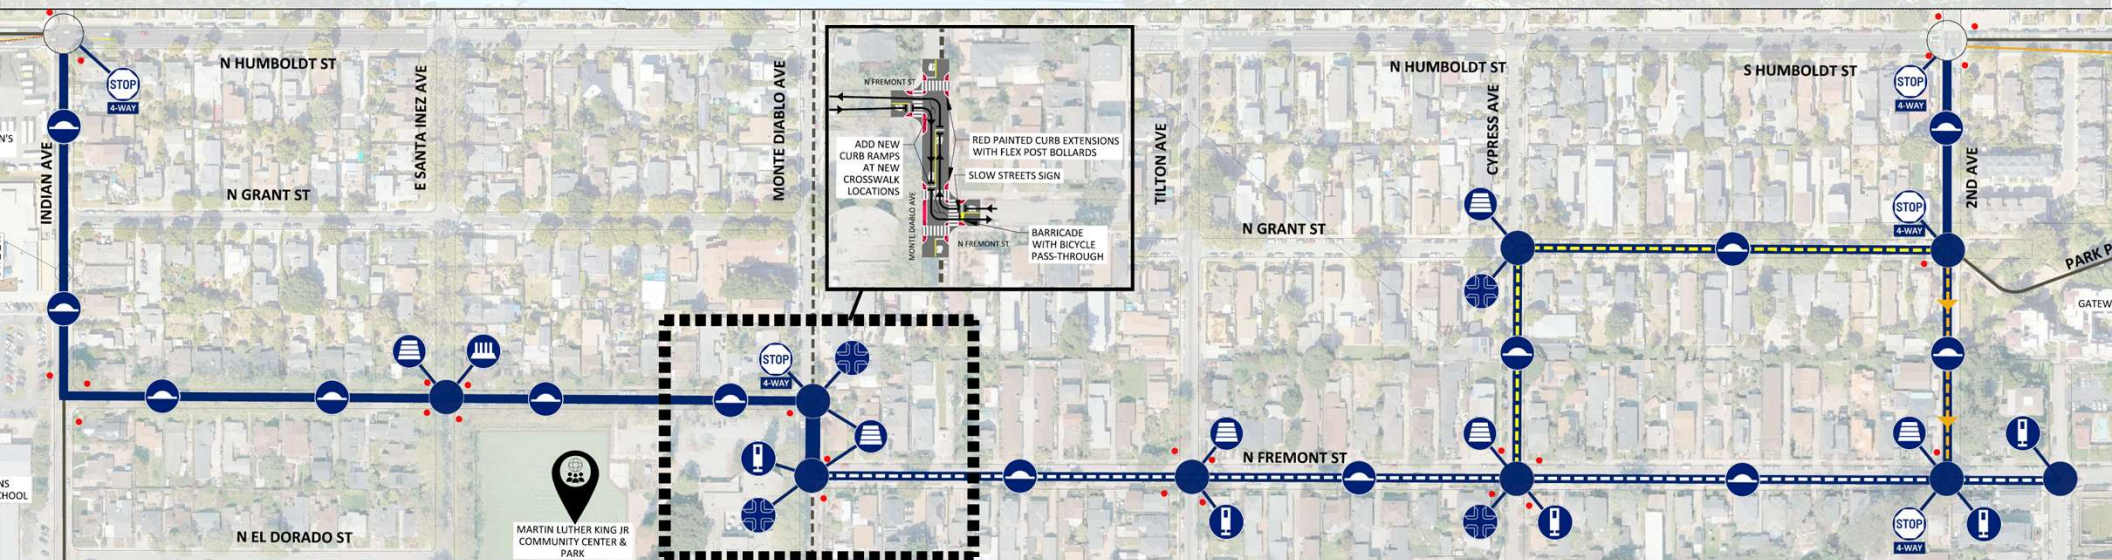 N HUMBOLDT ST
N HUMBOLDT ST
S HUMBOLDT ST
STOP
4-WAY
E SANTA INEZ AVE
MONTE DIABLO AVE
TILTON AVE
CYPRESS AVE
STOP
4-WAY
2ND AVE
INDIAN AVE
N'S
N GRANT ST
N GRANT ST
STOP
4-WAY
PARK P
GATEW
N FREMONT ST
ADD NEW
CURB RAMPS
AT NEW
CROSSWALK
LOCATIONS
RED PAINTED CURB EXTENSIONS
WITH FLEX POST BOLLARDS
SLOW STREETS SIGN
MONTE DIABLO AVE
N FREMONT ST
BARRICADE
WITH BICYCLE
PASS-THROUGH
STOP
4-WAY
N FREMONT ST
NS
CHOOL
N EL DORADO ST
MARTIN LUTHER KING JR
COMMUNITY CENTER &
PARK
STOP
4-WAY